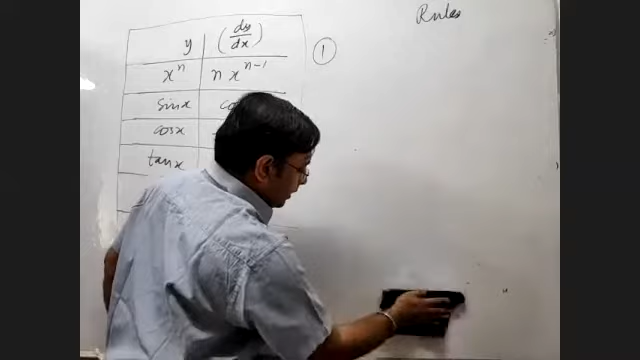 Rules
y (dy/dx) ①
xⁿ n xⁿ⁻¹
sinx
cosx
tanx